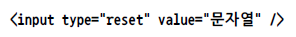 <input type="reset" value="문자열" />